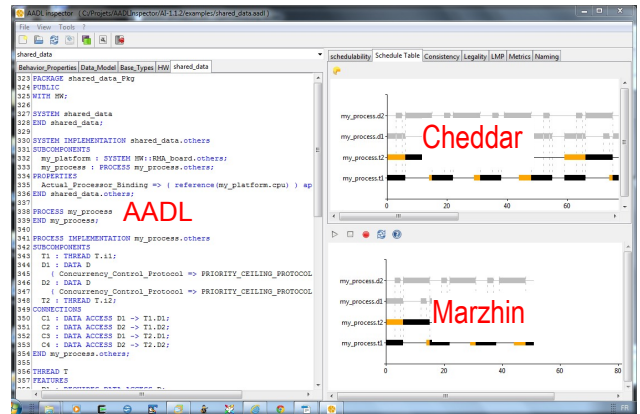 AADL inspector ( C:/Projets/AADLInspector/AI-1.1.2/examples/shared_data.aadl )
File View Tools ?
shared_data
Behavior_Properties Data_Model Base_Types HW shared_data
323 PACKAGE shared_data_Pkg
324 PUBLIC
325 WITH HW;
326
327 SYSTEM shared_data
328 END shared_data;
329
330 SYSTEM IMPLEMENTATION shared_data.others
331 SUBCOMPONENTS
332 my_platform : SYSTEM HW::RMA_board.others;
333 my_process : PROCESS my_process.others;
334 PROPERTIES
335 Actual_Processor_Binding => ( reference(my_platform.cpu) ) ap
336 END shared_data.others;
337
338 PROCESS my_process
339 END my_process;
340
341 PROCESS IMPLEMENTATION my_process.others
342 SUBCOMPONENTS
343 T1 : THREAD T.i1;
344 D1 : DATA D
345 { Concurrency_Control_Protocol => PRIORITY_CEILING_PROTOCOL
346 D2 : DATA D
347 { Concurrency_Control_Protocol => PRIORITY_CEILING_PROTOCOL
348 T2 : THREAD T.i2;
349 CONNECTIONS
350 C1 : DATA ACCESS D1 -> T1.D1;
351 C2 : DATA ACCESS D2 -> T1.D2;
352 C3 : DATA ACCESS D1 -> T2.D1;
353 C4 : DATA ACCESS D2 -> T2.D2;
354 END my_process.others;
355
356 THREAD T
357 FEATURES
AADL
schedulability Schedule Table Consistency Legality LMP Metrics Naming
my_process.d2
my_process.d1
my_process.t2
my_process.t1
0 20 40 60
Cheddar
my_process.d2
my_process.d1
my_process.t2
my_process.t1
0 20 40 60 80
Marzhin
FR